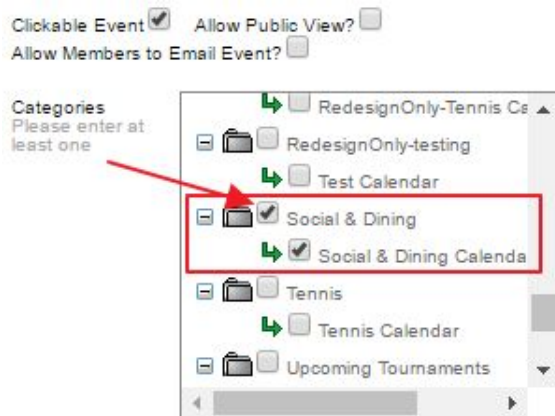 Clickable Event Allow Public View?
Allow Members to Email Event?
Categories
Please enter at
least one
RedesignOnly-Tennis Ca
RedesignOnly-testing
Test Calendar
Social & Dining
Social & Dining Calenda
Tennis
Tennis Calendar
Upcoming Tournaments